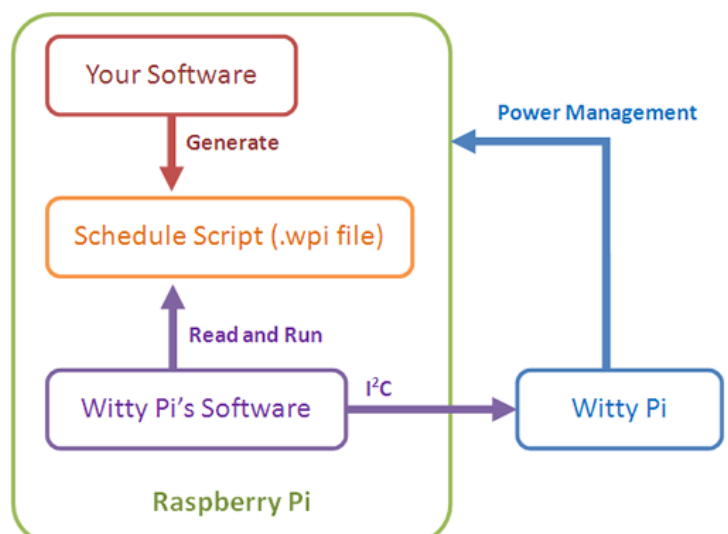 Your Software
Power Management
Generate
Schedule Script (.wpi file)
Read and Run
I²C
Witty Pi's Software
Witty Pi
Raspberry Pi